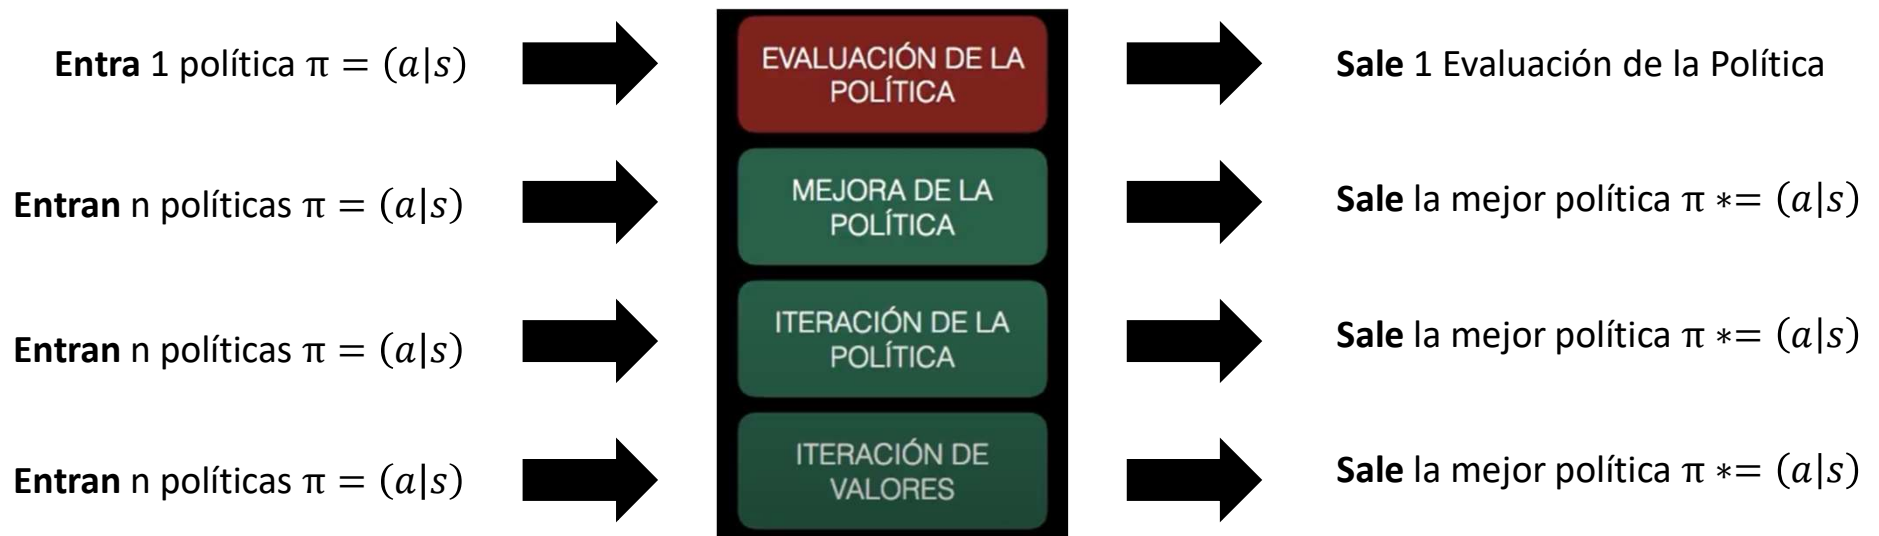 Entra 1 política π = (a|s)
EVALUACIÓN DE LA
POLÍTICA
Sale 1 Evaluación de la Política
Entran n políticas π = (a|s)
MEJORA DE LA
POLÍTICA
Sale la mejor política π *= (a|s)
Entran n políticas π = (a|s)
ITERACIÓN DE LA
POLÍTICA
Sale la mejor política π *= (a|s)
Entran n políticas π = (a|s)
ITERACIÓN DE
VALORES
Sale la mejor política π *= (a|s)